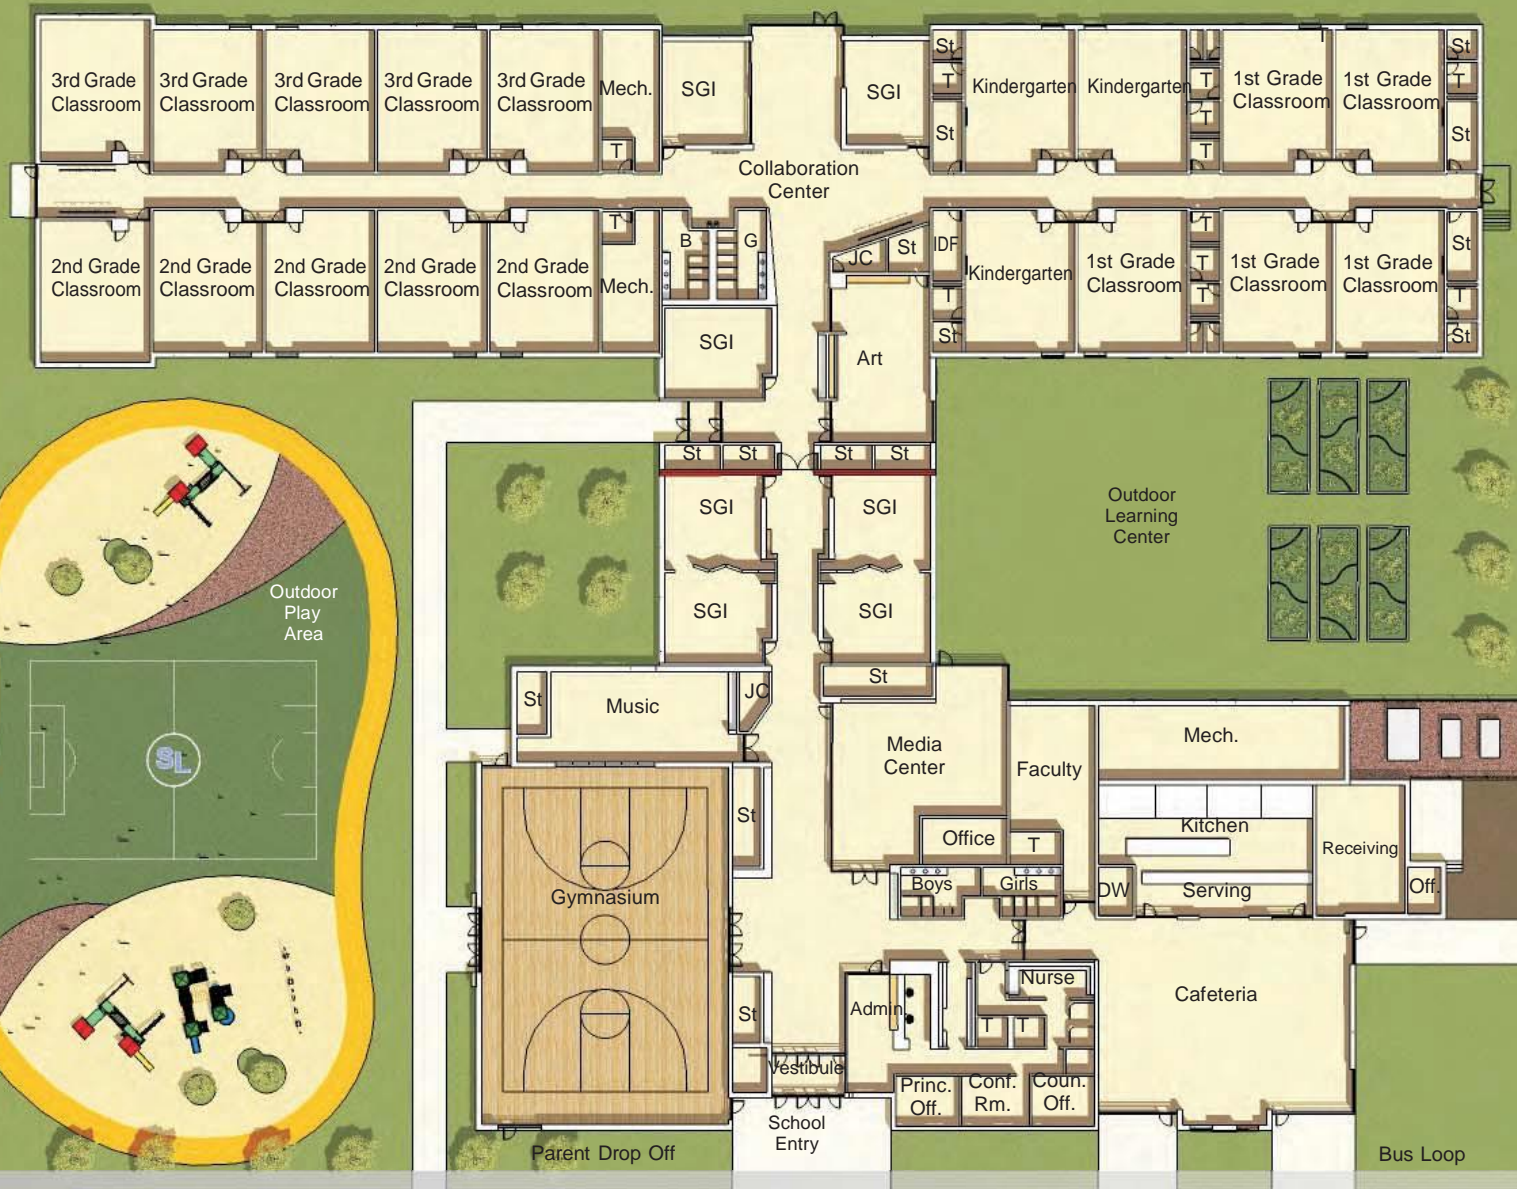 3rd Grade
Classroom
3rd Grade
Classroom
3rd Grade
Classroom
3rd Grade
Classroom
3rd Grade
Classroom
Mech.
T
SGI
SGI
St
T
St
Kindergarten
Kindergarten
T
T
T
1st Grade
Classroom
T
1st Grade
Classroom
St
T
St
Collaboration
Center
2nd Grade
Classroom
2nd Grade
Classroom
2nd Grade
Classroom
2nd Grade
Classroom
2nd Grade
Classroom
T
Mech.
B
G
JC
St
IDF
T
St
Kindergarten
1st Grade
Classroom
T
T
T
1st Grade
Classroom
1st Grade
Classroom
St
T
St
SGI
Art
St
St
St
St
SGI
SGI
SGI
SGI
Outdoor
Learning
Center
Outdoor
Play
Area
SL
St
Music
JC
St
Media
Center
Faculty
Mech.
Office
T
Kitchen
Receiving
St
Gymnasium
Boys
Girls
DW
Serving
Off.
St
Admin.
Nurse
T
T
Cafeteria
Vestibule
Princ.
Off.
Conf.
Rm.
Coun.
Off.
School
Entry
Parent Drop Off
Bus Loop